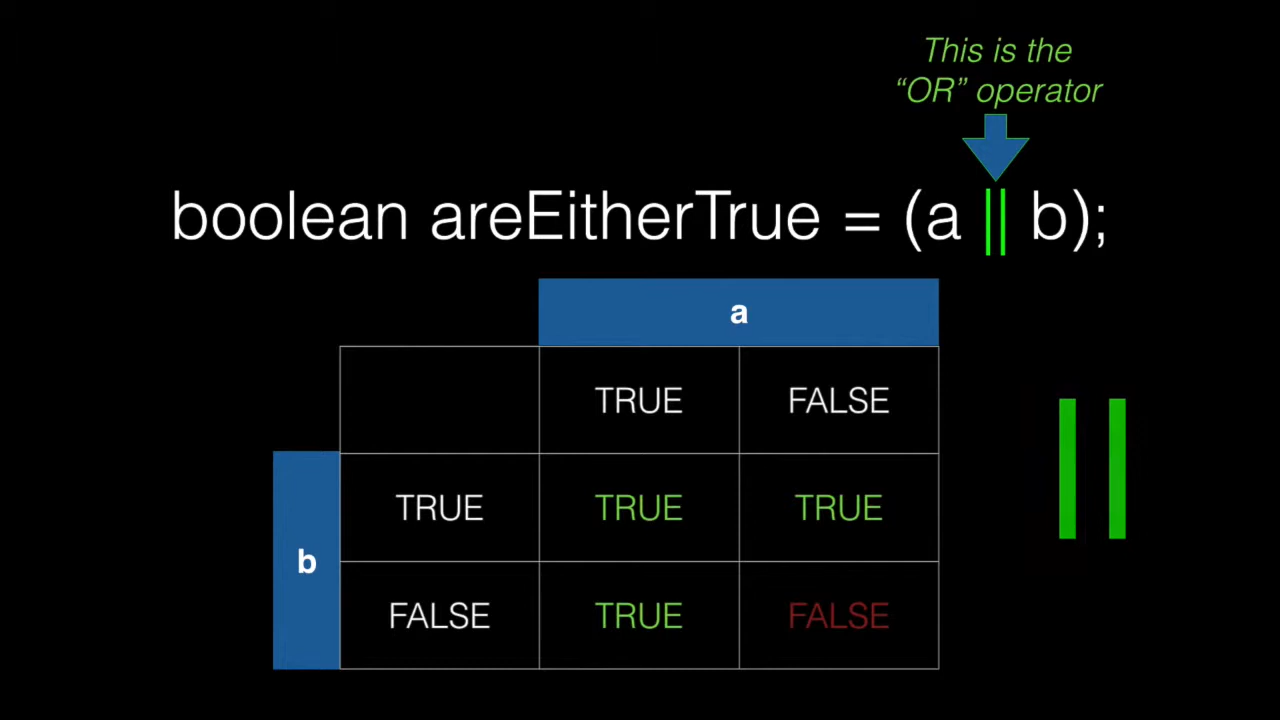 This is the
“OR” operator
boolean areEitherTrue = (a || b);
a
TRUE FALSE
TRUE TRUE TRUE
b
FALSE TRUE FALSE
||